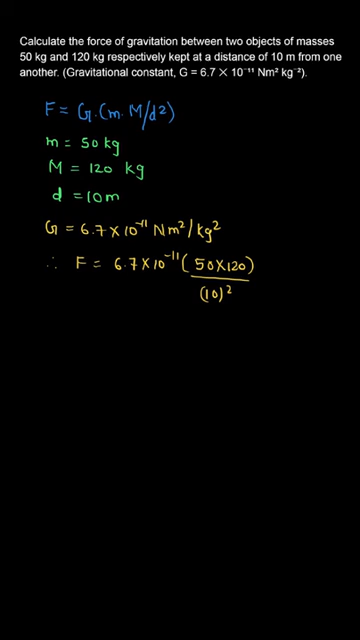 Calculate the force of gravitation between two objects of masses
50 kg and 120 kg respectively kept at a distance of 10 m from one
another. (Gravitational constant, G = 6.7 X 10⁻¹¹ Nm² kg⁻²).
F = G.(m.M/d²)
m = 50 kg
M = 120 kg
d = 10m
G = 6.7 × 10⁻¹¹ Nm²/kg²
∴ F = 6.7 × 10⁻¹¹ (50×120)
(10)²